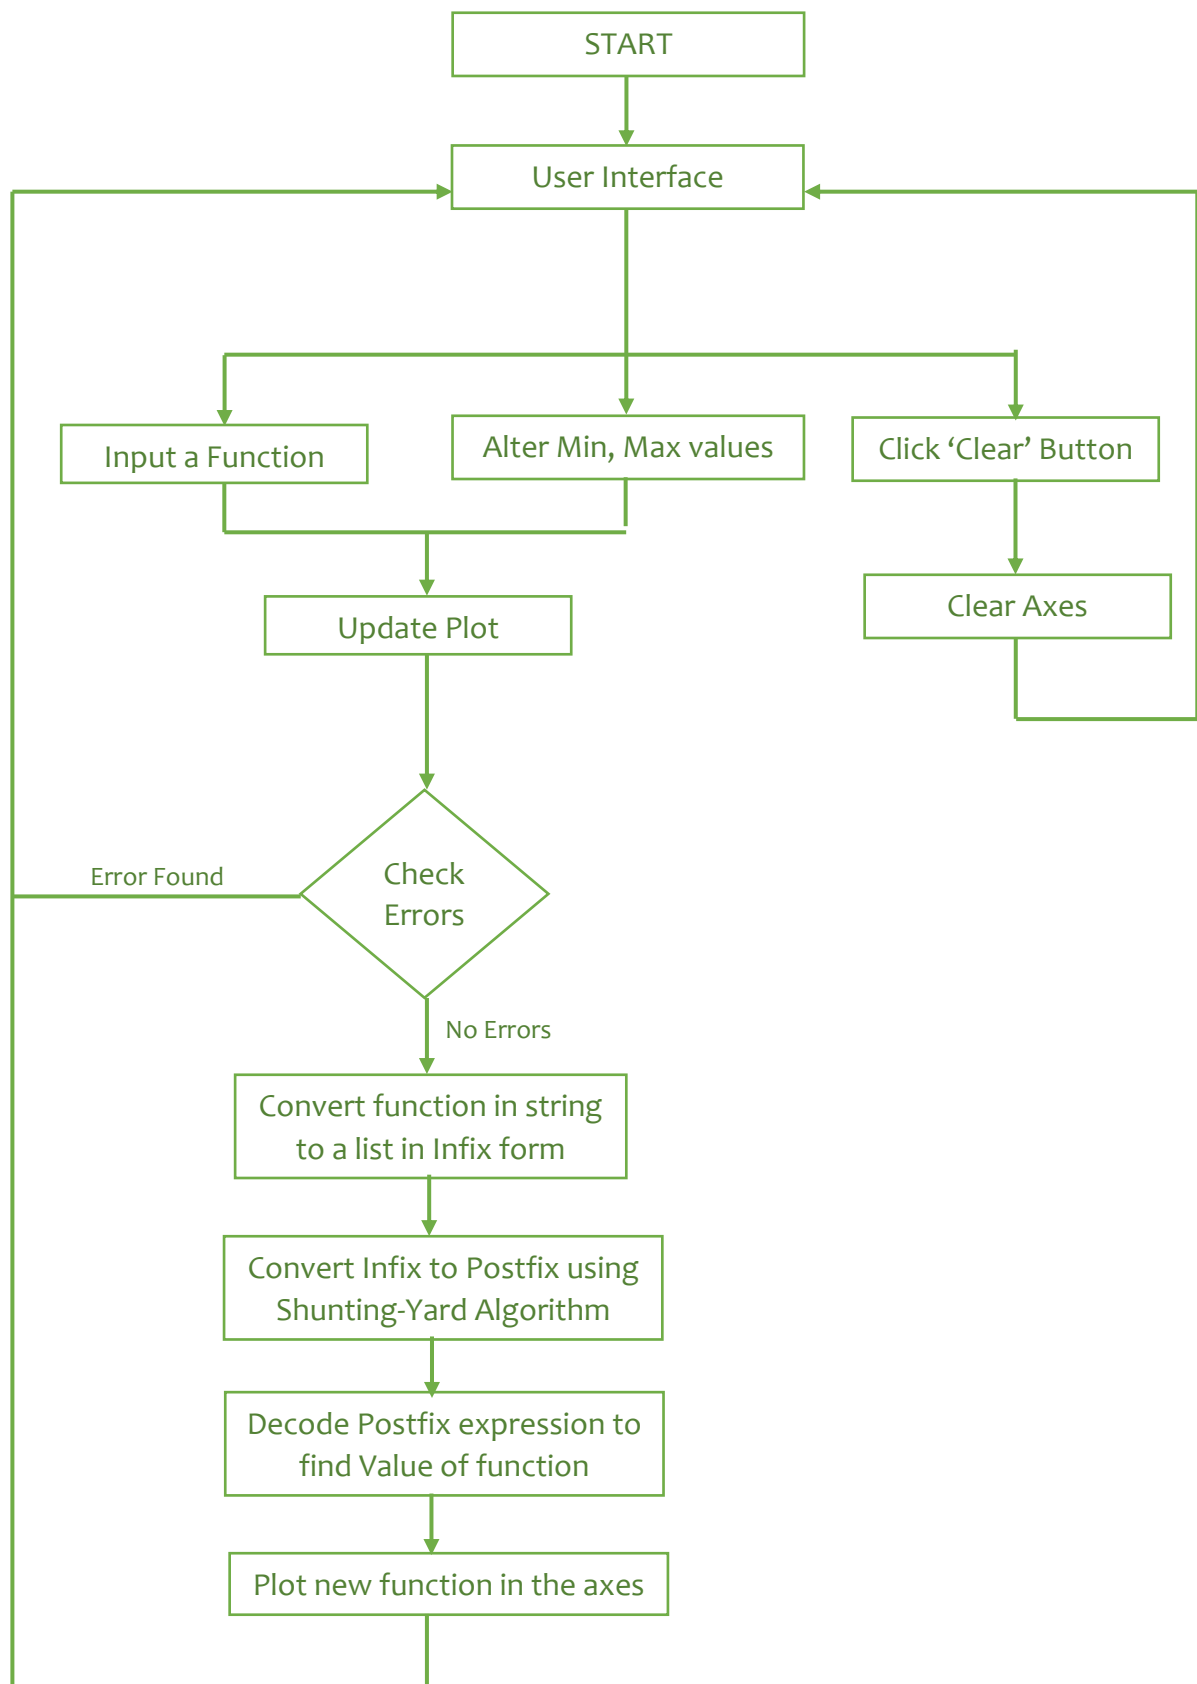 START
User Interface
Input a Function
Alter Min, Max values
Click ‘Clear’ Button
Clear Axes
Update Plot
Error Found
Check
Errors
No Errors
Convert function in string
to a list in Infix form
Convert Infix to Postfix using
Shunting-Yard Algorithm
Decode Postfix expression to
find Value of function
Plot new function in the axes